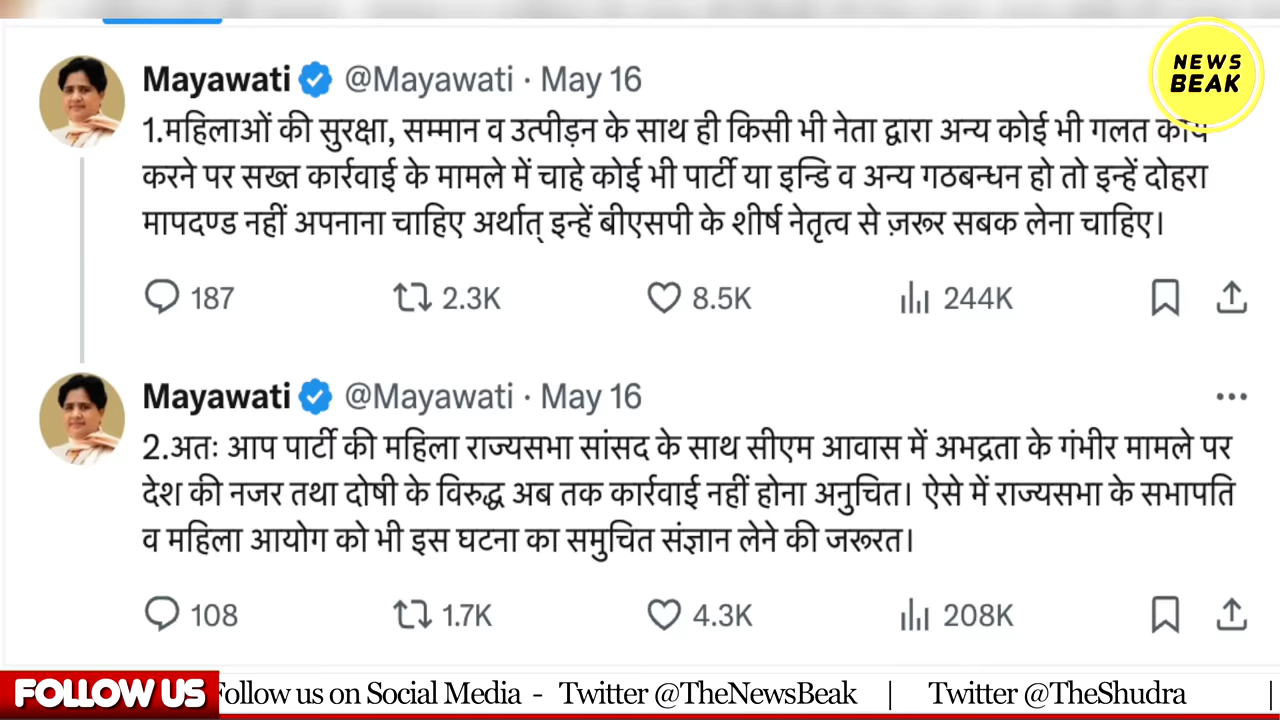 NEWS
BEAK
Mayawati @Mayawati · May 16
1.महिलाओं की सुरक्षा, सम्मान व उत्पीड़न के साथ ही किसी भी नेता द्वारा अन्य कोई भी गलत कार्य
करने पर सख्त कार्रवाई के मामले में चाहे कोई भी पार्टी या इन्डि व अन्य गठबन्धन हो तो इन्हें दोहरा
मापदण्ड नहीं अपनाना चाहिए अर्थात् इन्हें बीएसपी के शीर्ष नेतृत्व से ज़रूर सबक लेना चाहिए।
187 2.3K 8.5K 244K
Mayawati @Mayawati · May 16
2.अतः आप पार्टी की महिला राज्यसभा सांसद के साथ सीएम आवास में अभद्रता के गंभीर मामले पर
देश की नजर तथा दोषी के विरुद्ध अब तक कार्रवाई नहीं होना अनुचित। ऐसे में राज्यसभा के सभापति
व महिला आयोग को भी इस घटना का समुचित संज्ञान लेने की जरूरत।
108 1.7K 4.3K 208K
FOLLOW US Follow us on Social Media - Twitter @TheNewsBeak | Twitter @TheShudra |